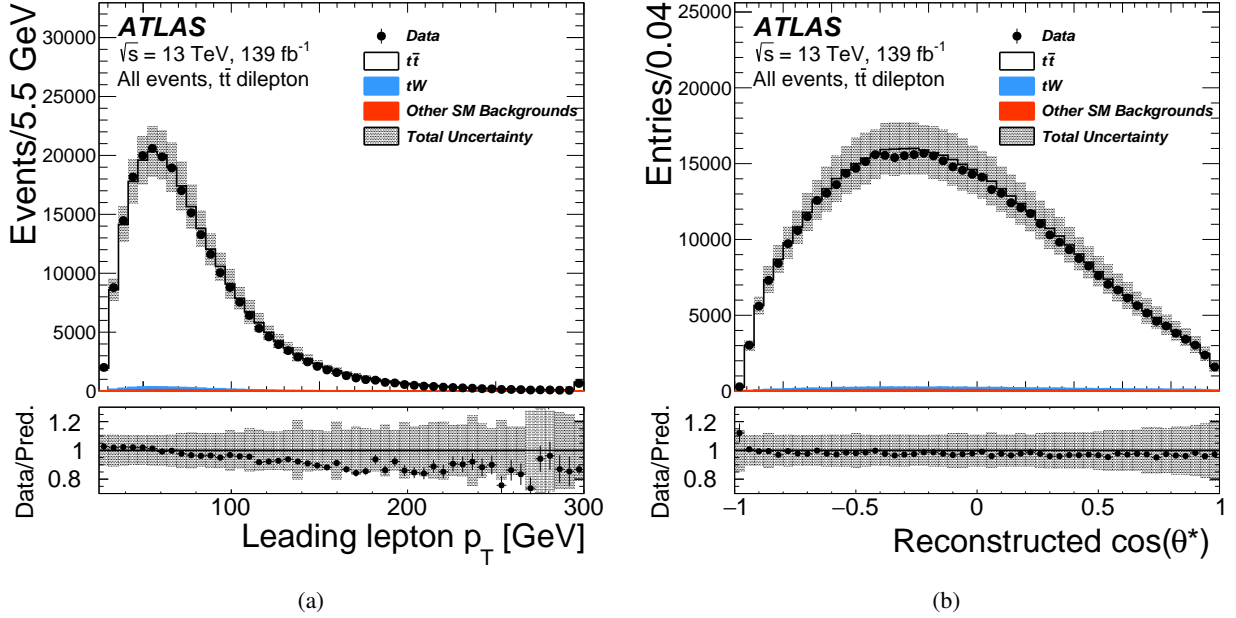 ATLAS
√s = 13 TeV, 139 fb⁻¹
All events, tt̄ dilepton
Data
tt̄
tW
Other SM Backgrounds
Total Uncertainty
Events/5.5 GeV
30000
25000
20000
15000
10000
5000
0
Data/Pred.
1.2
1
0.8
100
200
300
Leading lepton p_T [GeV]
(a)
ATLAS
√s = 13 TeV, 139 fb⁻¹
All events, tt̄ dilepton
Data
tt̄
tW
Other SM Backgrounds
Total Uncertainty
Entries/0.04
25000
20000
15000
10000
5000
0
Data/Pred.
1.2
1
0.8
−1
−0.5
0
0.5
1
Reconstructed cos(θ*)
(b)